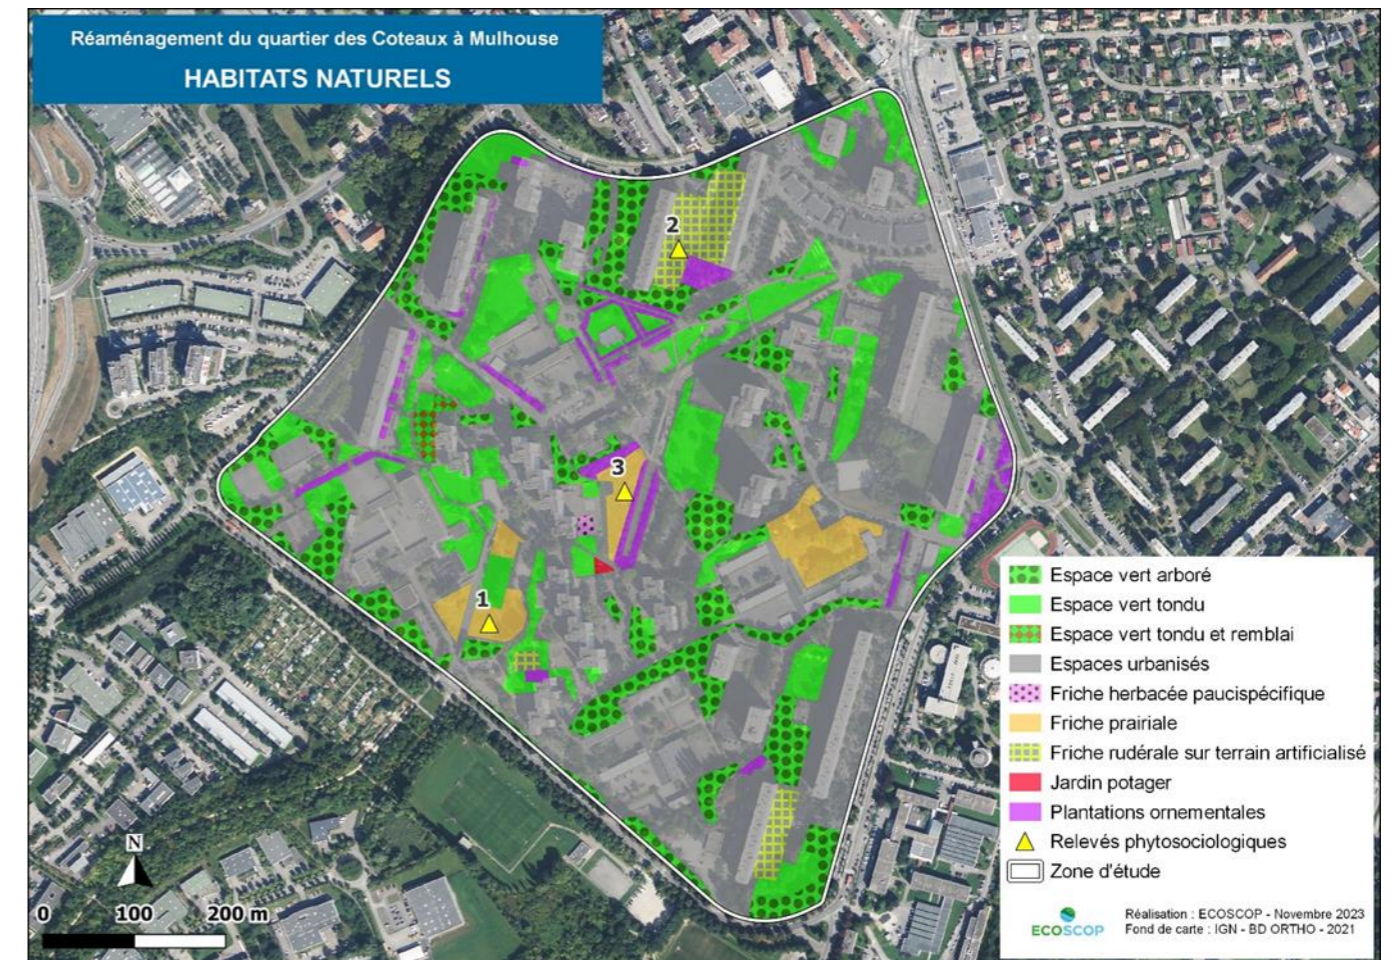 Réaménagement du quartier des Coteaux à Mulhouse
HABITATS NATURELS
2
3
1
Espace vert arboré
Espace vert tondu
Espace vert tondu et remblai
Espaces urbanisés
Friche herbacée paucispécifique
Friche prairiale
Friche rudérale sur terrain artificialisé
Jardin potager
Plantations ornementales
Relevés phytosociologiques
Zone d'étude
N
0 100 200 m
ECOSCOP
Réalisation : ECOSCOP - Novembre 2023
Fond de carte : IGN - BD ORTHO - 2021